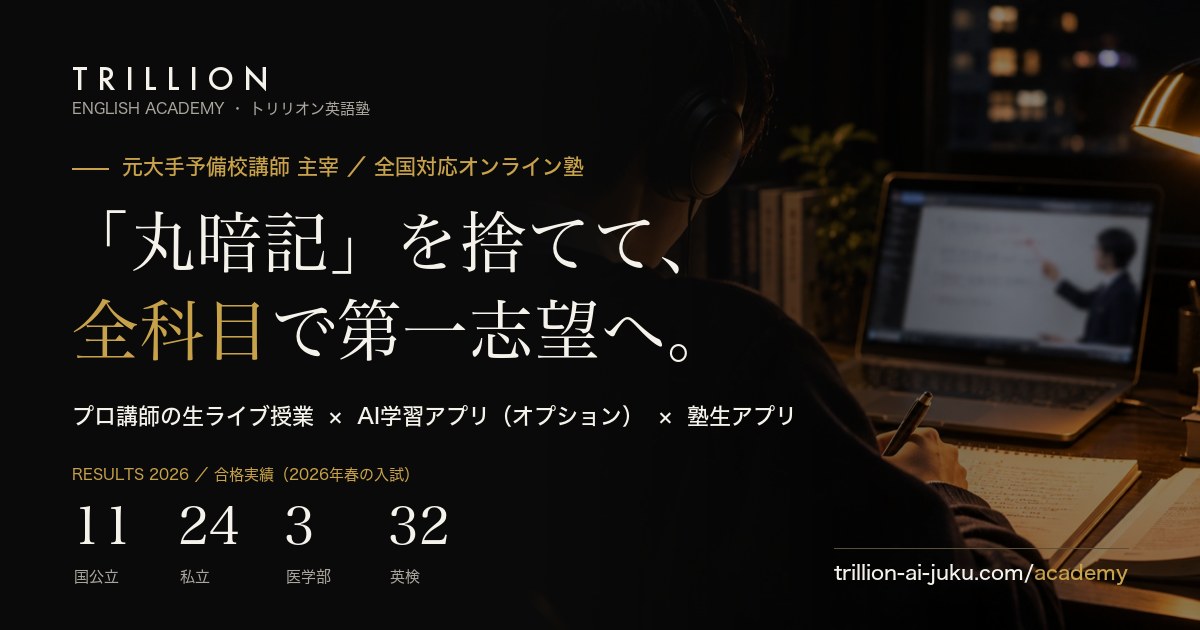 TRILLION
ENGLISH ACADEMY ・ トリリオン英語塾
元大手予備校講師 主宰 ／ 全国対応オンライン塾
「丸暗記」を捨てて、
全科目で第一志望へ。
プロ講師の生ライブ授業 × AI学習アプリ（オプション） × 塾生アプリ
RESULTS 2026 ／ 合格実績（2026年春の入試）
11 24 3 32
国公立 私立 医学部 英検
trillion-ai-juku.com/academy